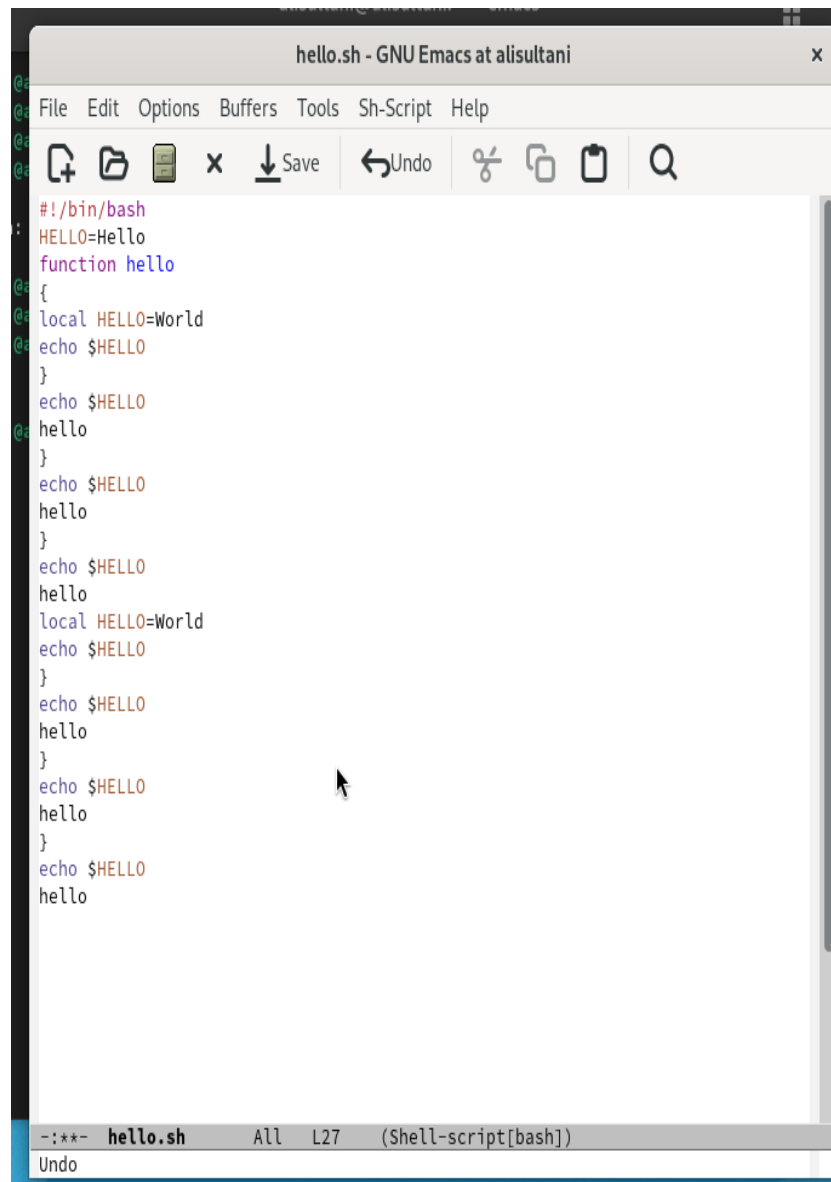 hello.sh - GNU Emacs at alisultani
File Edit Options Buffers Tools Sh-Script Help
Save Undo
#!/bin/bash
HELLO=Hello
function hello
{
local HELLO=World
echo $HELLO
}
echo $HELLO
hello
}
echo $HELLO
hello
}
echo $HELLO
hello
local HELLO=World
echo $HELLO
}
echo $HELLO
hello
}
echo $HELLO
hello
}
echo $HELLO
hello
-:**- hello.sh All L27 (Shell-script[bash])
Undo